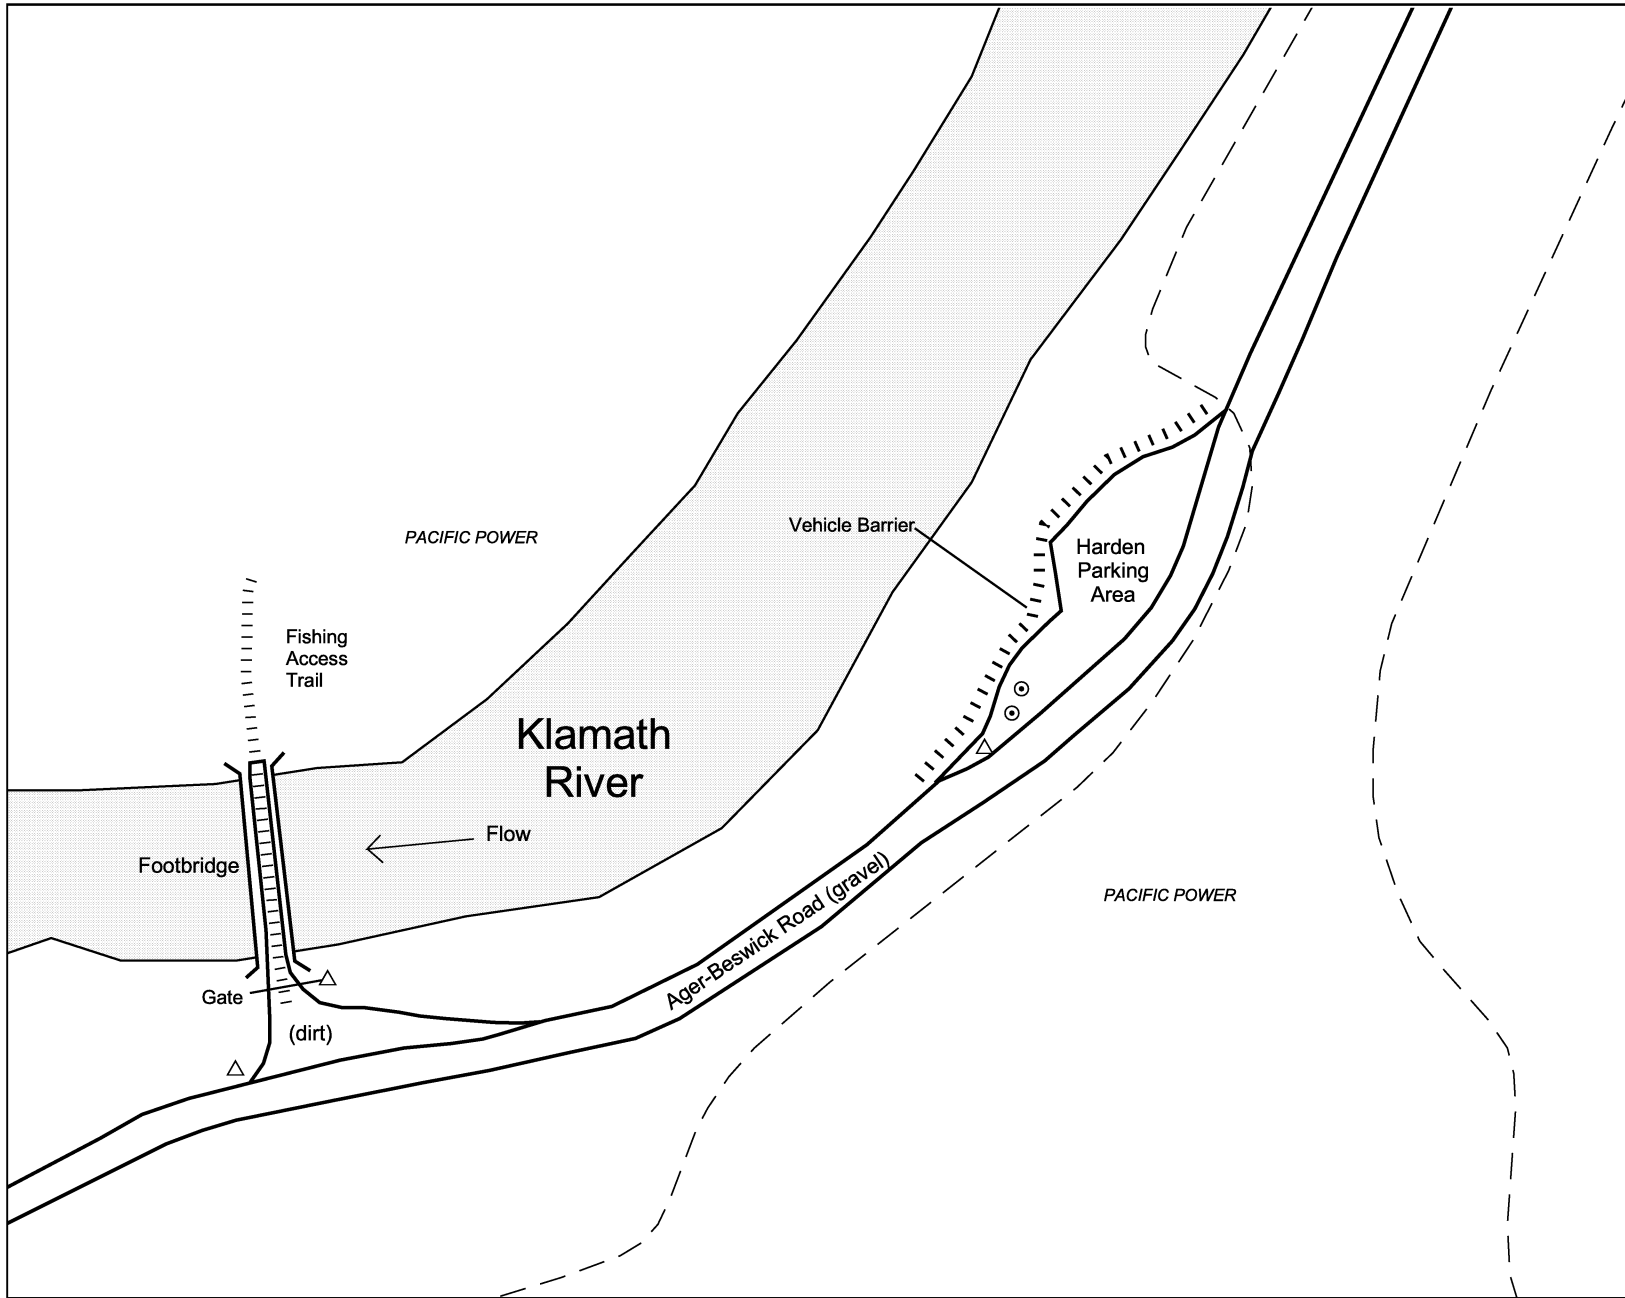 Vehicle Barrier
PACIFIC POWER
Harden
Parking
Area
Fishing
Access
Trail
Klamath
River
Flow
Footbridge
PACIFIC POWER
Ager-Beswick Road (gravel)
Gate
(dirt)